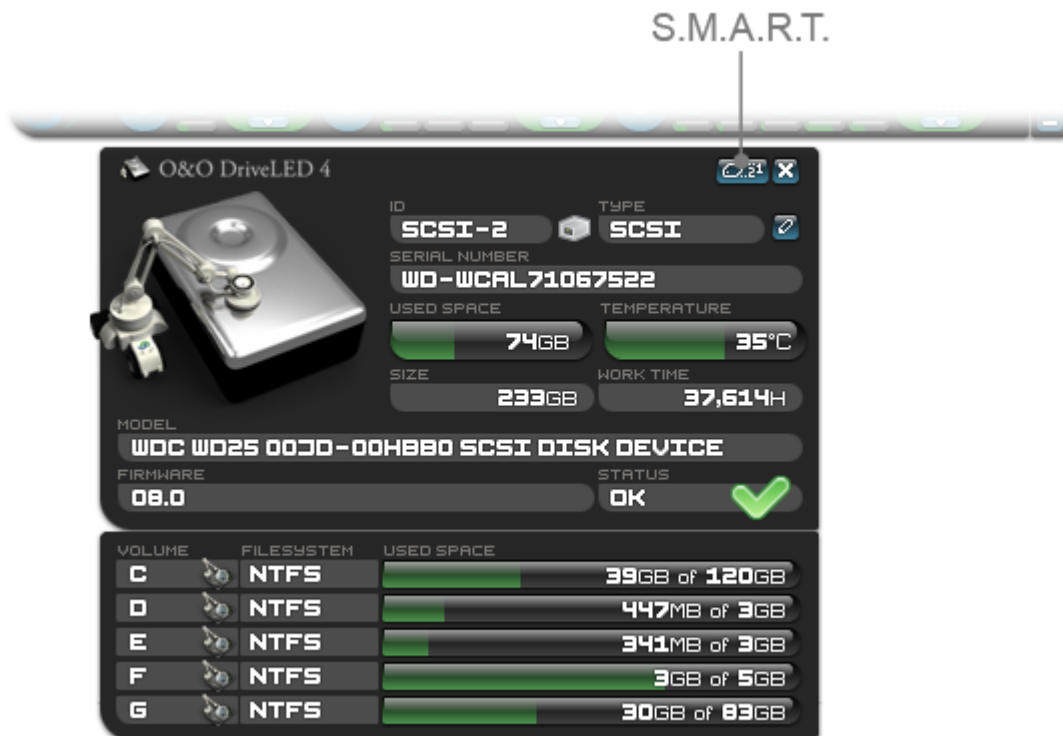 S.M.A.R.T.
O&O DriveLED 4
ID TYPE
SCSI-2 SCSI
SERIAL NUMBER
WD-WCAL71067522
USED SPACE TEMPERATURE
74GB 35°C
SIZE WORK TIME
233GB 37,614H
MODEL
WDC WD25 00JD-00HBB0 SCSI DISK DEVICE
FIRMWARE STATUS
08.0 OK
VOLUME FILESYSTEM USED SPACE
C NTFS 39GB of 120GB
D NTFS 447MB of 3GB
E NTFS 341MB of 3GB
F NTFS 3GB of 5GB
G NTFS 30GB of 83GB